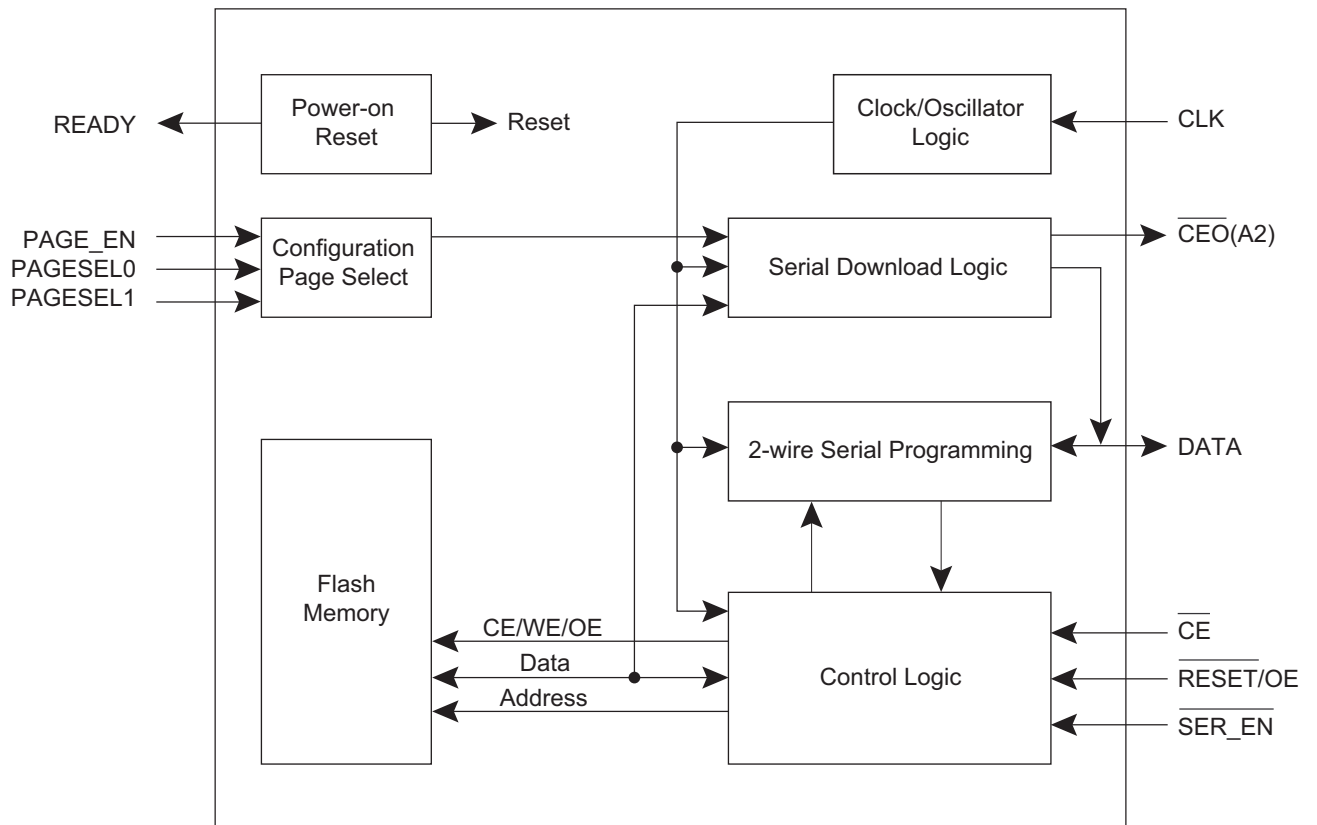 READY
Power-on
Reset
Reset
Clock/Oscillator
Logic
CLK
PAGE_EN
PAGESEL0
PAGESEL1
Configuration
Page Select
Serial Download Logic
CEO(A2)
2-wire Serial Programming
DATA
Flash
Memory
CE/WE/OE
Data
Address
Control Logic
CE
RESET/OE
SER_EN